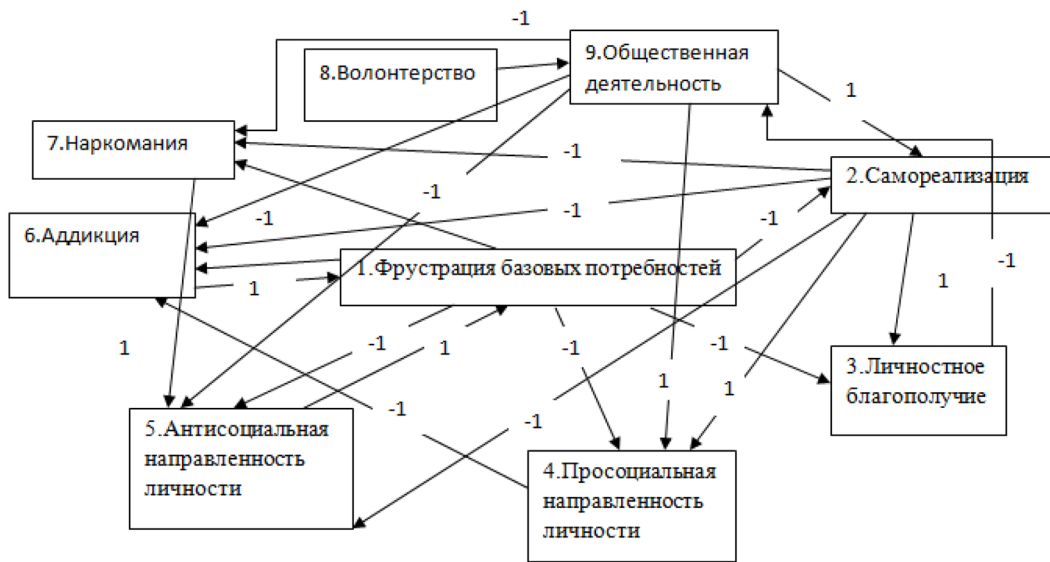 -1
9.Общественная
деятельность
8.Волонтерство
1
7.Наркомания
-1
2.Самореализация
-1
-1
-1
-1
6.Аддикция
1.Фрустрация базовых потребностей
-1
1
1
1
-1
1
-1
-1
3.Личностное
благополучие
1
1
-1
-1
5.Антисоциальная
направленность
личности
4.Просоциальная
направленность
личности